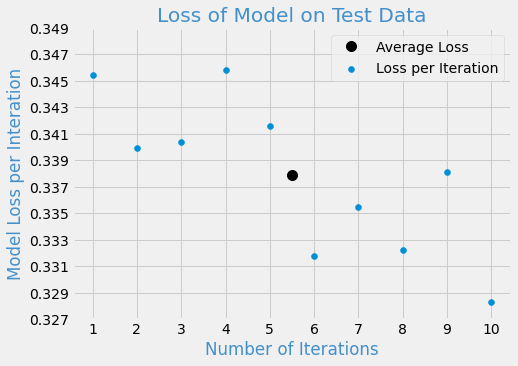 Loss of Model on Test Data
Average Loss
Loss per Iteration
Model Loss per Interation
0.349
0.347
0.345
0.343
0.341
0.339
0.337
0.335
0.333
0.331
0.329
0.327
1 2 3 4 5 6 7 8 9 10
Number of Iterations